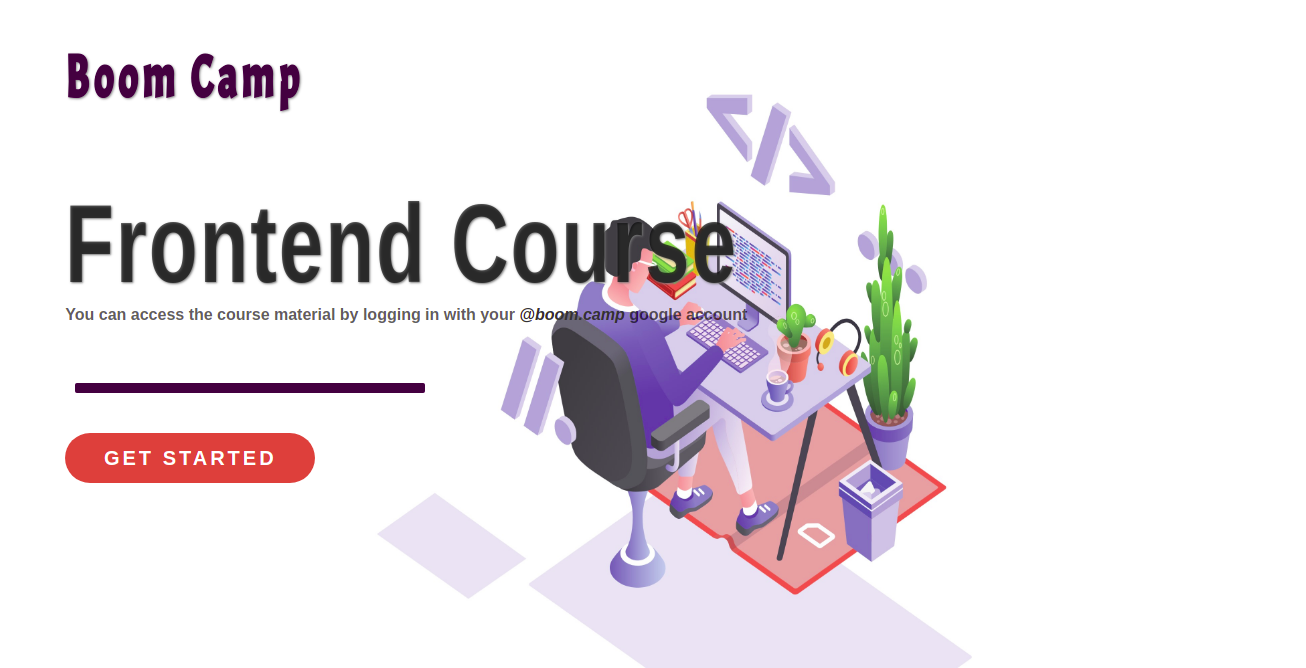 Boom Camp
Frontend Course
You can access the course material by logging in with your @boom.camp google account
GET STARTED